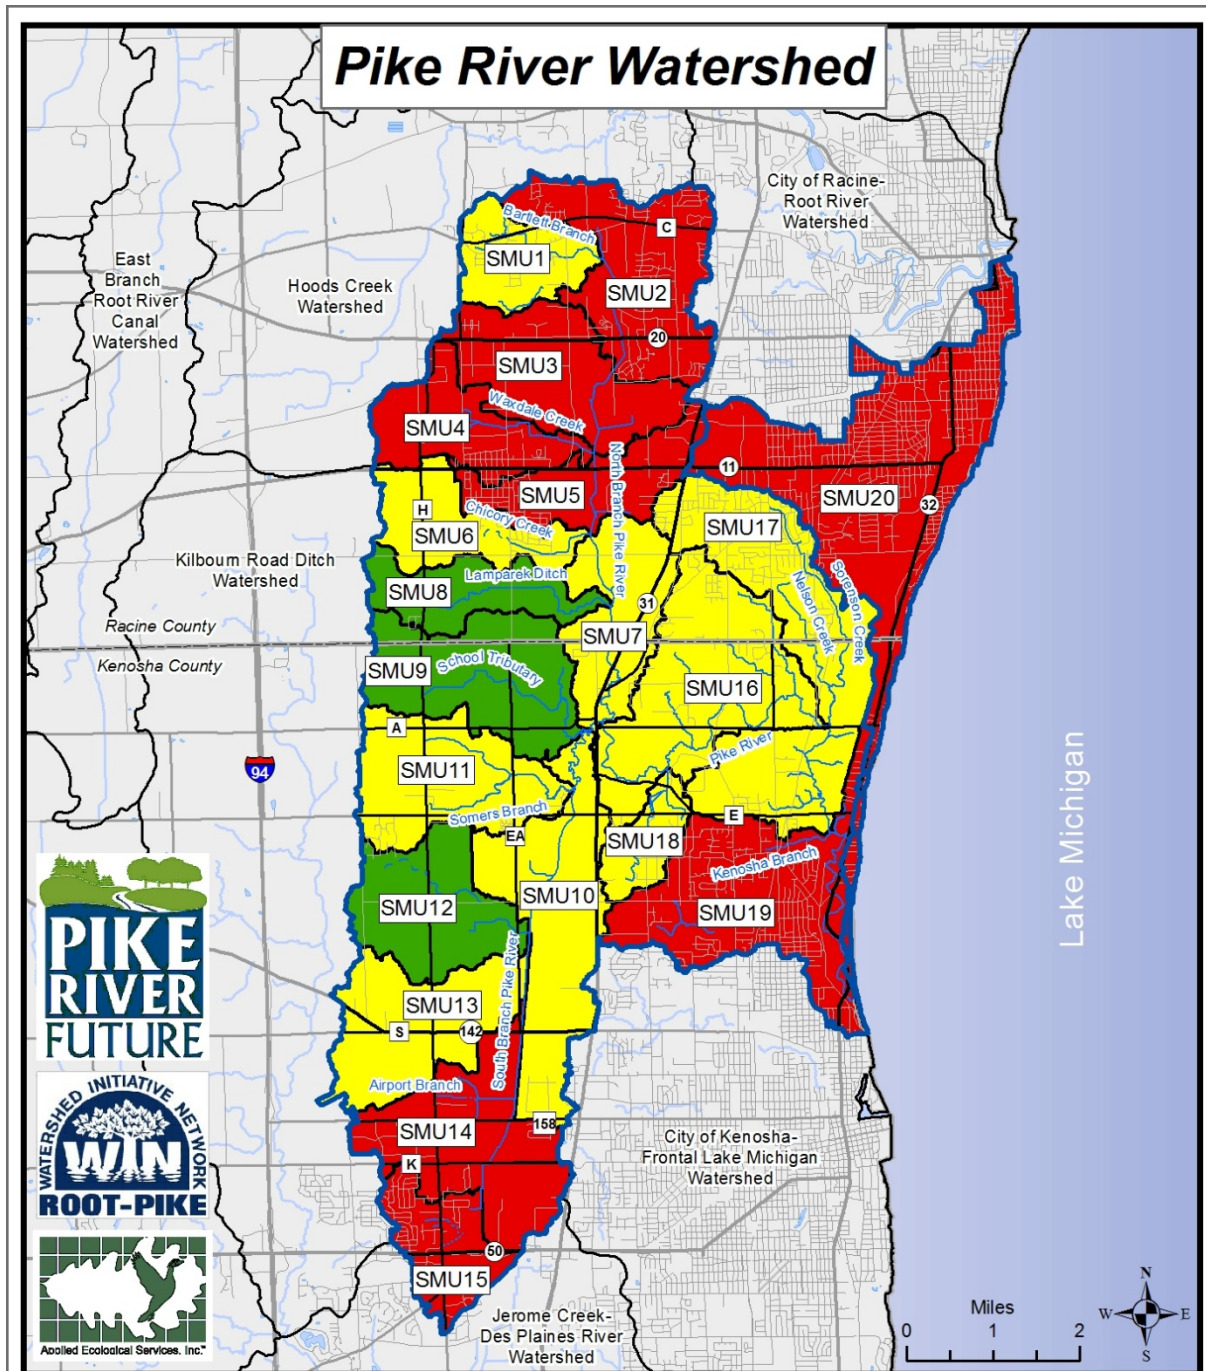 Pike River Watershed
City of Racine-
Root River
Watershed
East
Branch
Root River
Canal
Watershed
Hoods Creek
Watershed
Bartlett Branch
C
SMU1
SMU2
20
SMU3
Waxdale Creek
SMU4
11
North Branch Pike River
SMU5
SMU20
32
H
Chicory Creek
SMU6
SMU17
Kilbourn Road Ditch
Watershed
Lamparek Ditch
SMU8
Nelson Creek
Sorenson Creek
31
Racine County
Kenosha County
SMU7
SMU9
School Tributary
SMU16
A
Pike River
94
SMU11
Somers Branch
E
EA
SMU18
Kenosha Branch
SMU10
SMU12
SMU19
Lake Michigan
South Branch Pike River
SMU13
S
142
Airport Branch
158
SMU14
K
City of Kenosha-
Frontal Lake Michigan
Watershed
50
SMU15
Jerome Creek-
Des Plaines River
Watershed
PIKE
RIVER
FUTURE
WATERSHED INITIATIVE NETWORK
WIN
ROOT-PIKE
Applied Ecological Services, Inc.™
Miles
0 1 2
N
W E
S